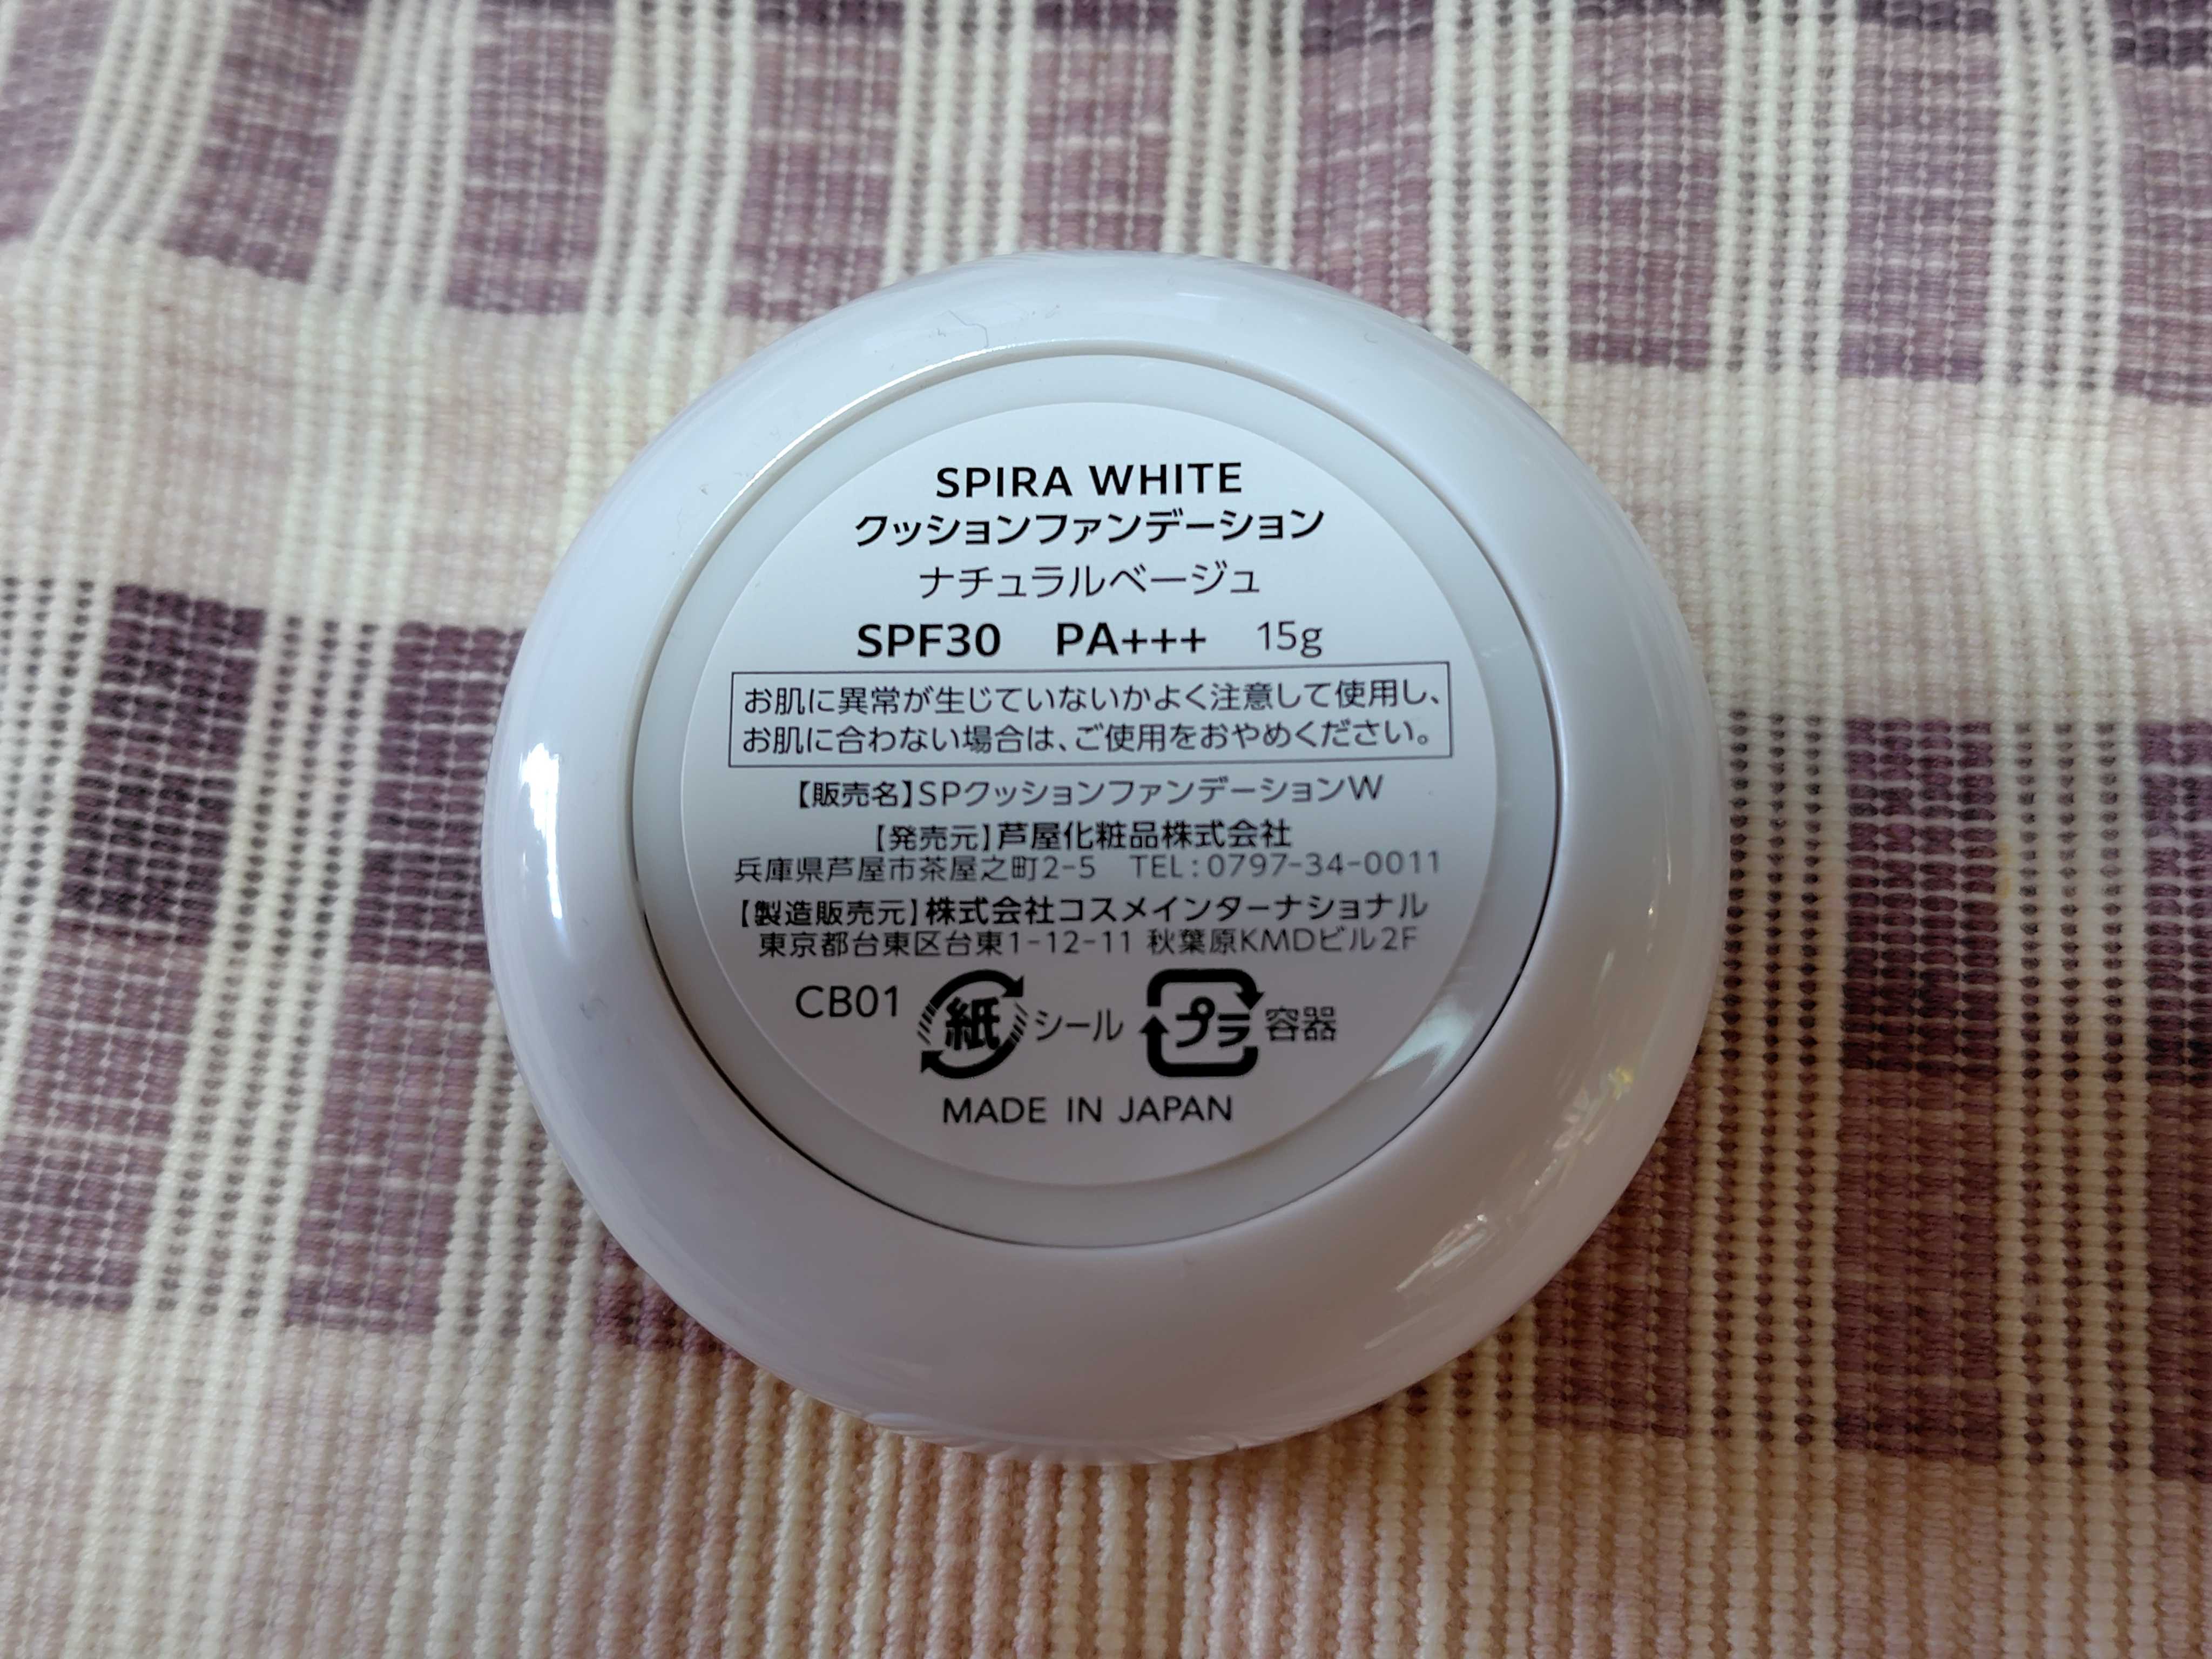 SPIRA WHITE
クッションファンデーション
ナチュラルベージュ
SPF30 PA+++ 15g
お肌に異常が生じていないかよく注意して使用し、
お肌に合わない場合は、ご使用をおやめください。
【販売名】SPクッションファンデーションW
【発売元】芦屋化粧品株式会社
兵庫県芦屋市茶屋之町2-5 TEL:0797-34-0011
【製造販売元】株式会社コスメインターナショナル
東京都台東区台東1-12-11 秋葉原KMDビル2F
CB01 紙 シール プラ 容器
MADE IN JAPAN